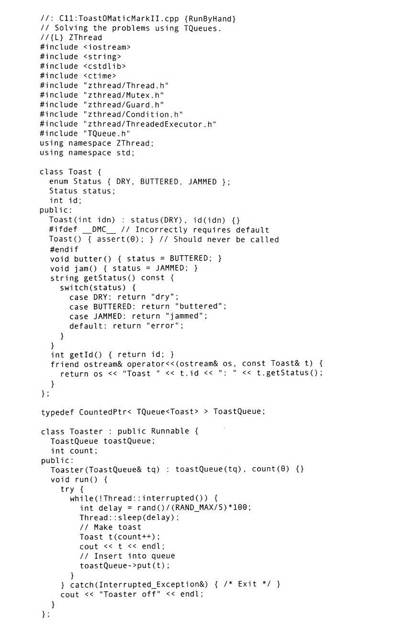 //: C11:ToastOMaticMarkII.cpp {RunByHand}
// Solving the problems using TQueues.
//{L} ZThread
#include <iostream>
#include <string>
#include <cstdlib>
#include <ctime>
#include "zthread/Thread.h"
#include "zthread/Mutex.h"
#include "zthread/Guard.h"
#include "zthread/Condition.h"
#include "zthread/ThreadedExecutor.h"
#include "TQueue.h"
using namespace ZThread;
using namespace std;

class Toast {
  enum Status { DRY, BUTTERED, JAMMED };
  Status status;
  int id;
public:
  Toast(int idn) : status(DRY), id(idn) {}
  #ifdef __DMC__ // Incorrectly requires default
  Toast() { assert(0); } // Should never be called
  #endif
  void butter() { status = BUTTERED; }
  void jam() { status = JAMMED; }
  string getStatus() const {
    switch(status) {
      case DRY: return "dry";
      case BUTTERED: return "buttered";
      case JAMMED: return "jammed";
      default: return "error";
    }
  }
  int getId() { return id; }
  friend ostream& operator<<(ostream& os, const Toast& t) {
    return os << "Toast " << t.id << ": " << t.getStatus();
  }
};

typedef CountedPtr< TQueue<Toast> > ToastQueue;

class Toaster : public Runnable {
  ToastQueue toastQueue;
  int count;
public:
  Toaster(ToastQueue& tq) : toastQueue(tq), count(0) {}
  void run() {
    try {
      while(!Thread::interrupted()) {
        int delay = rand()/(RAND_MAX/5)*100;
        Thread::sleep(delay);
        // Make toast
        Toast t(count++);
        cout << t << endl;
        // Insert into queue
        toastQueue->put(t);
      }
    } catch(Interrupted_Exception&) { /* Exit */ }
    cout << "Toaster off" << endl;
  }
};